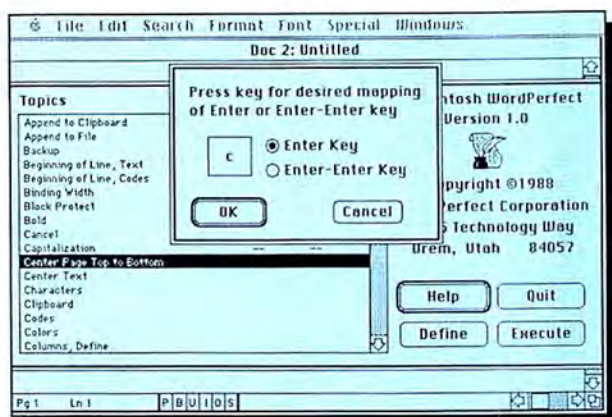 File Edit Search Format Font Special Windows
Doc 2: Untitled
Topics
Append to Clipboard
Append to File
Backup
Beginning of Line, Text
Beginning of Line, Codes
Binding Width
Block Protect
Bold
Cancel
Capitalization -- --
Center Page Top to Bottom
Center Text
Characters
Clipboard
Codes
Colors
Columns, Define
Press key for desired mapping
of Enter or Enter-Enter key
c
Enter Key
Enter-Enter Key
OK Cancel
ntosh WordPerfect
Version 1.0
pyright ©1988
Perfect Corporation
Technology Way
Orem, Utah 84057
Help Quit
Define Execute
Pg 1 Ln 1 P B U I O S